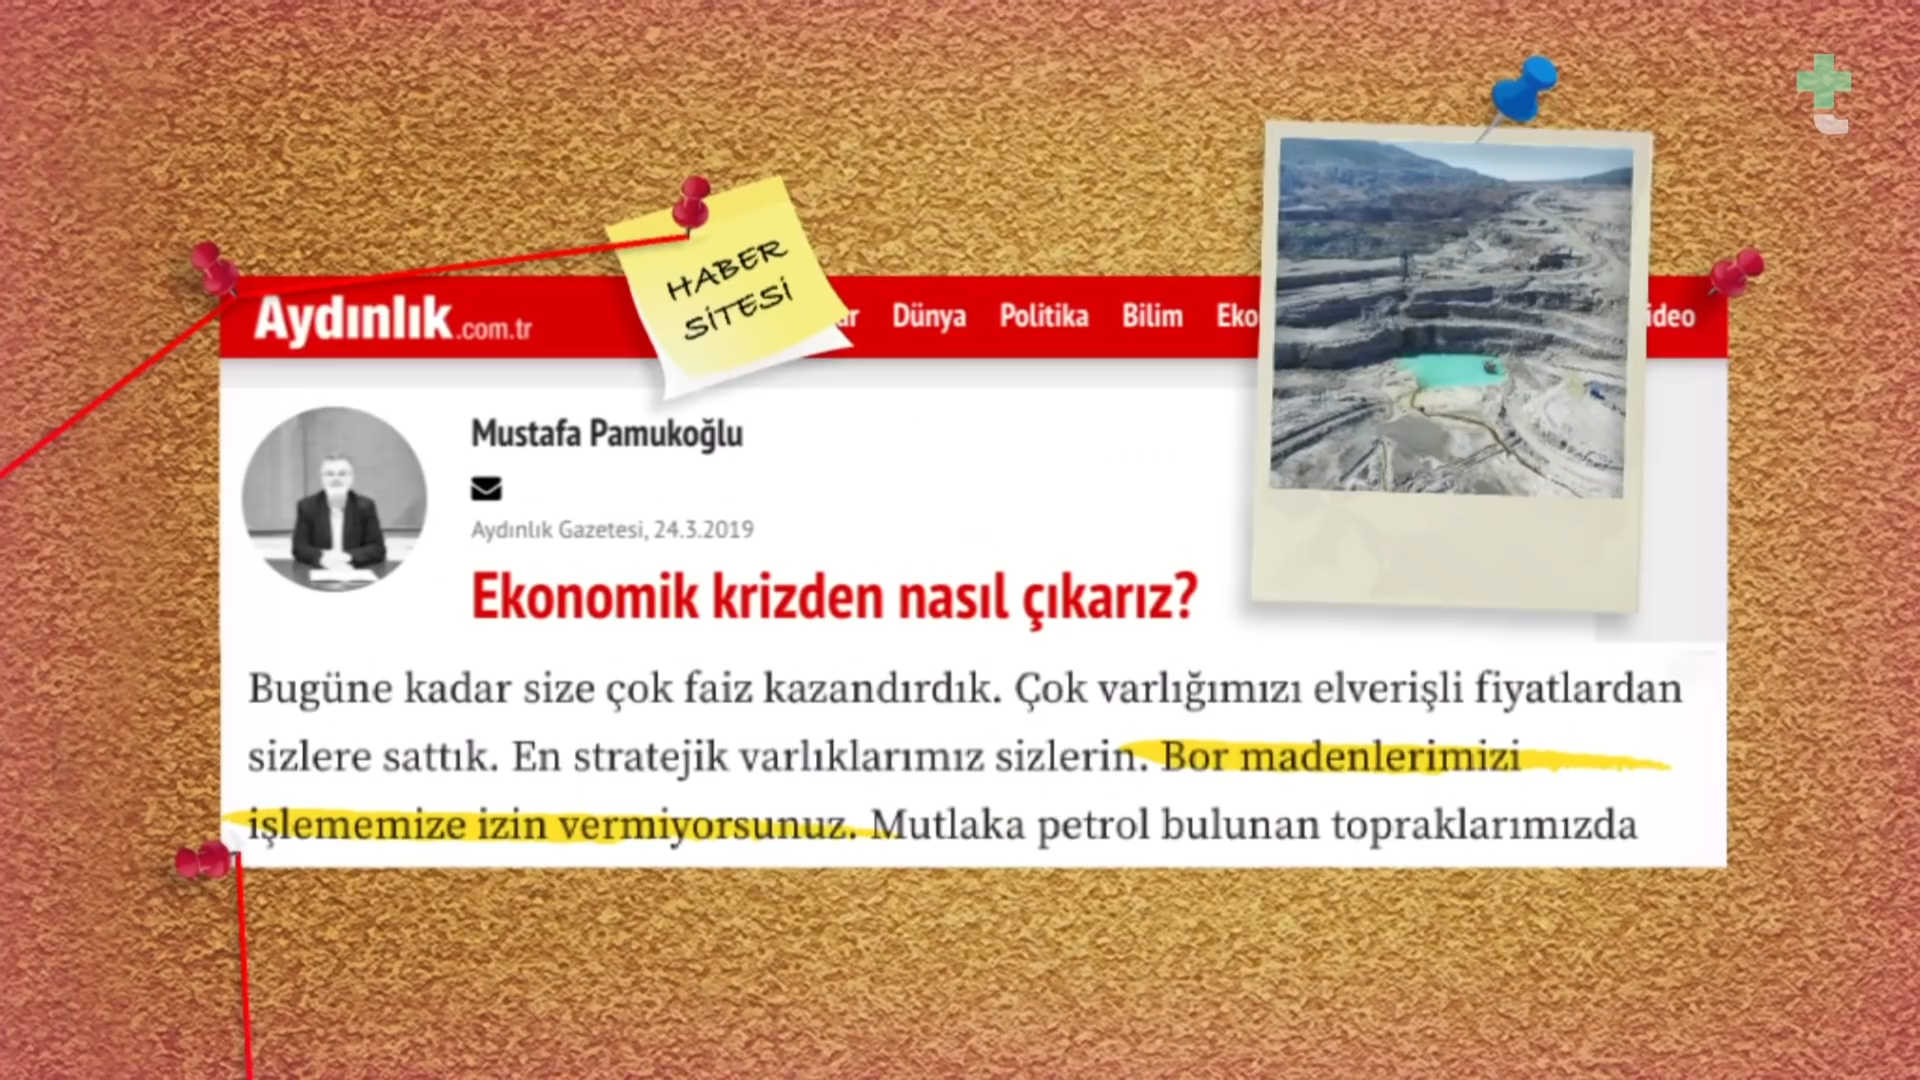 HABER
SİTESİ
Aydınlık.com.tr
Dünya Politika Bilim
Mustafa Pamukoğlu
Aydınlık Gazetesi, 24.3.2019
Ekonomik krizden nasıl çıkarız?
Bugüne kadar size çok faiz kazandırdık. Çok varlığımızı elverişli fiyatlardan
sizlere sattık. En stratejik varlıklarımız sizlerin. Bor madenlerimizi
işlememize izin vermiyorsunuz. Mutlaka petrol bulunan topraklarımızda